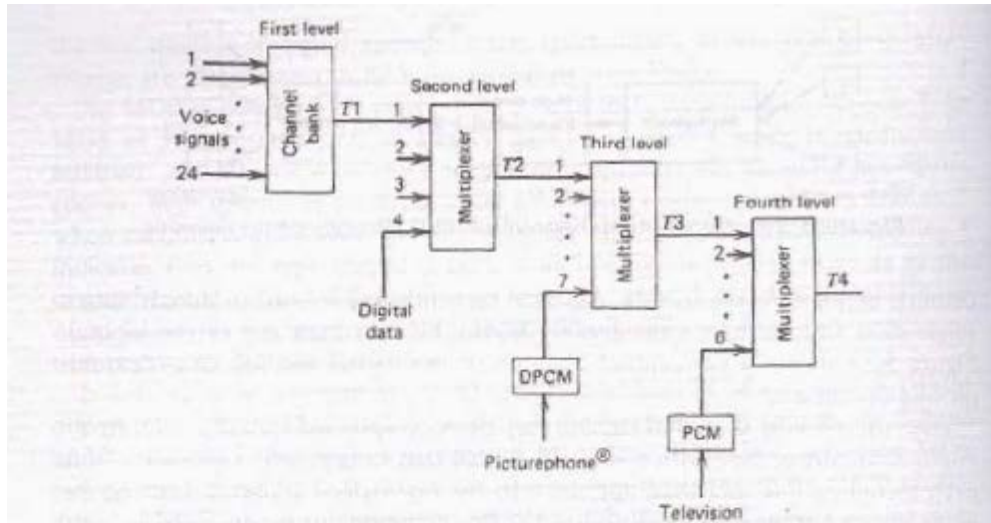 First level
1
2
Voice
signals
24
Channel
bank
T1
Second level
1
2
3
4
Multiplexer
Digital
data
T2
Third level
1
2
7
Multiplexer
DPCM
Picturephone®
T3
Fourth level
1
2
6
Multiplexer
PCM
Television
T4